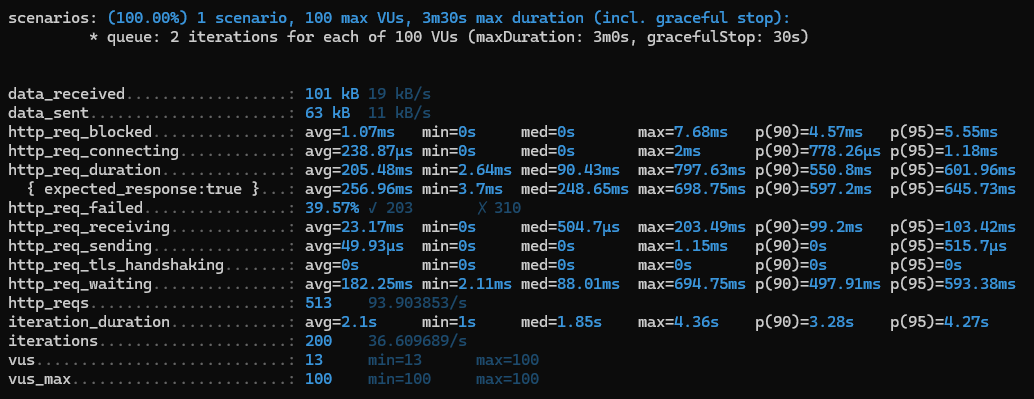 scenarios: (100.00%) 1 scenario, 100 max VUs, 3m30s max duration (incl. graceful stop):
* queue: 2 iterations for each of 100 VUs (maxDuration: 3m0s, gracefulStop: 30s)
data_received..................: 101 kB 19 kB/s
data_sent......................: 63 kB 11 kB/s
http_req_blocked...............: avg=1.07ms min=0s med=0s max=7.68ms p(90)=4.57ms p(95)=5.55ms
http_req_connecting............: avg=238.87µs min=0s med=0s max=2ms p(90)=778.26µs p(95)=1.18ms
http_req_duration..............: avg=205.48ms min=2.64ms med=90.43ms max=797.63ms p(90)=550.8ms p(95)=601.96ms
{ expected_response:true }...: avg=256.96ms min=3.7ms med=248.65ms max=698.75ms p(90)=597.2ms p(95)=645.73ms
http_req_failed................: 39.57% ✓ 203 ✗ 310
http_req_receiving.............: avg=23.17ms min=0s med=504.7µs max=203.49ms p(90)=99.2ms p(95)=103.42ms
http_req_sending...............: avg=49.93µs min=0s med=0s max=1.15ms p(90)=0s p(95)=515.7µs
http_req_tls_handshaking.......: avg=0s min=0s med=0s max=0s p(90)=0s p(95)=0s
http_req_waiting...............: avg=182.25ms min=2.11ms med=88.01ms max=694.75ms p(90)=497.91ms p(95)=593.38ms
http_reqs......................: 513 93.903853/s
iteration_duration.............: avg=2.1s min=1s med=1.85s max=4.36s p(90)=3.28s p(95)=4.27s
iterations.....................: 200 36.609689/s
vus............................: 13 min=13 max=100
vus_max........................: 100 min=100 max=100